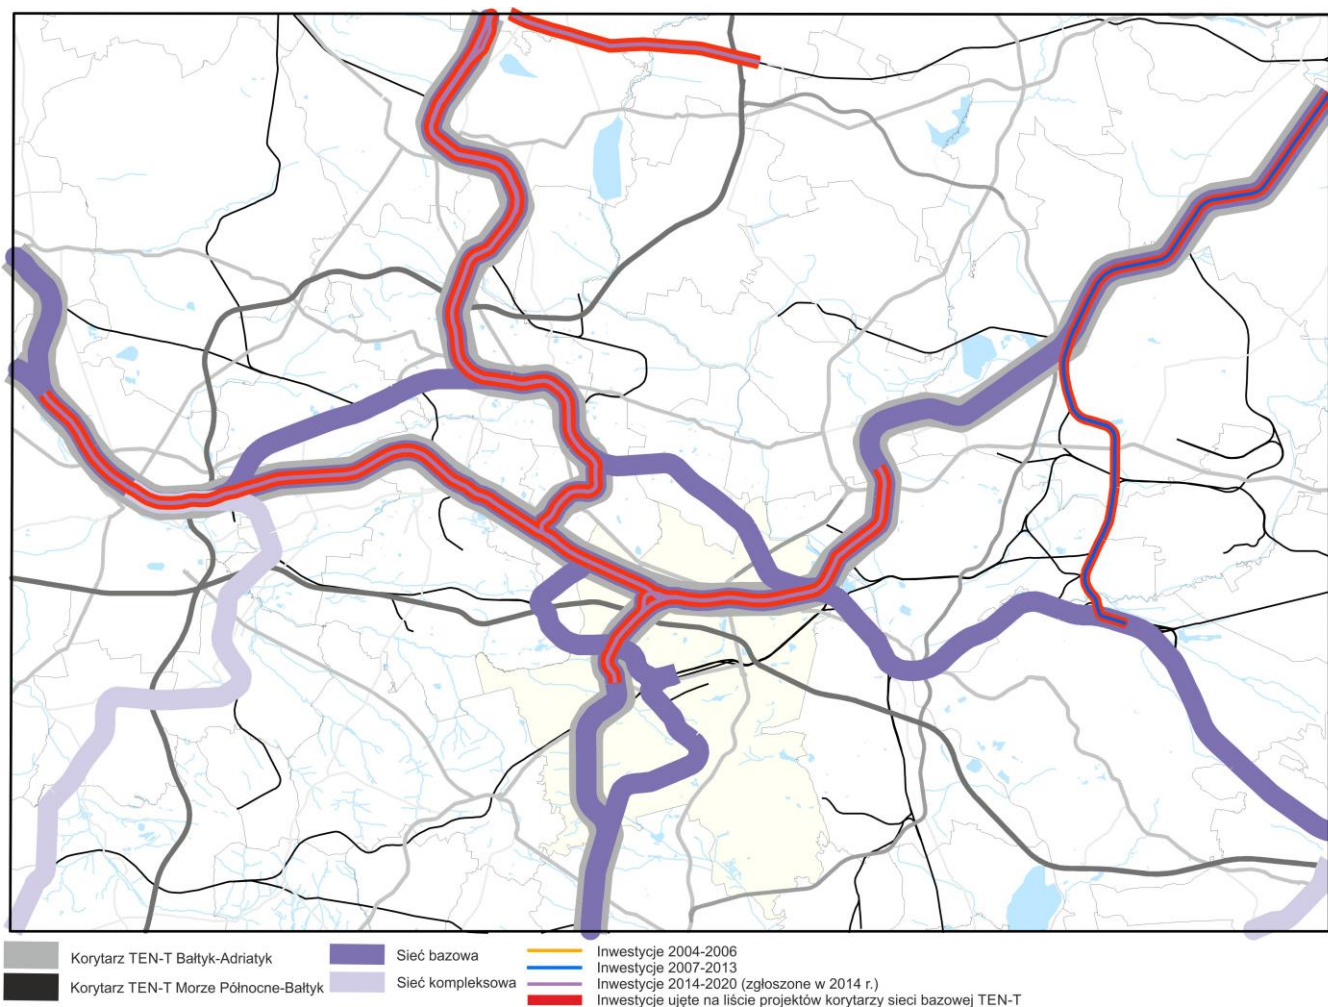 Korytarz TEN-T Bałtyk-Adriatyk
Korytarz TEN-T Morze Północne-Bałtyk
Sieć bazowa
Sieć kompleksowa
Inwestycje 2004-2006
Inwestycje 2007-2013
Inwestycje 2014-2020 (zgłoszone w 2014 r.)
Inwestycje ujęte na liście projektów korytarzy sieci bazowej TEN-T